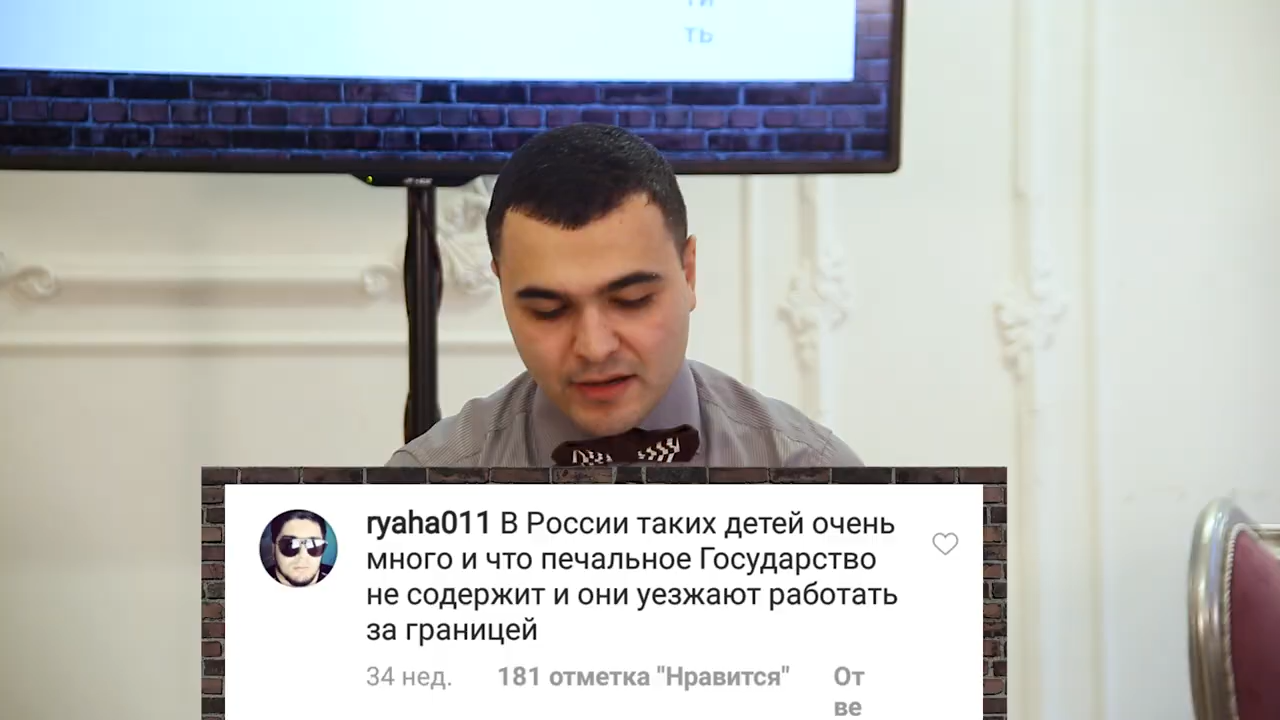 ть
ryaha011 В России таких детей очень
много и что печальное Государство
не содержит и они уезжают работать
за границей
34 нед. 181 отметка "Нравится" От
ве